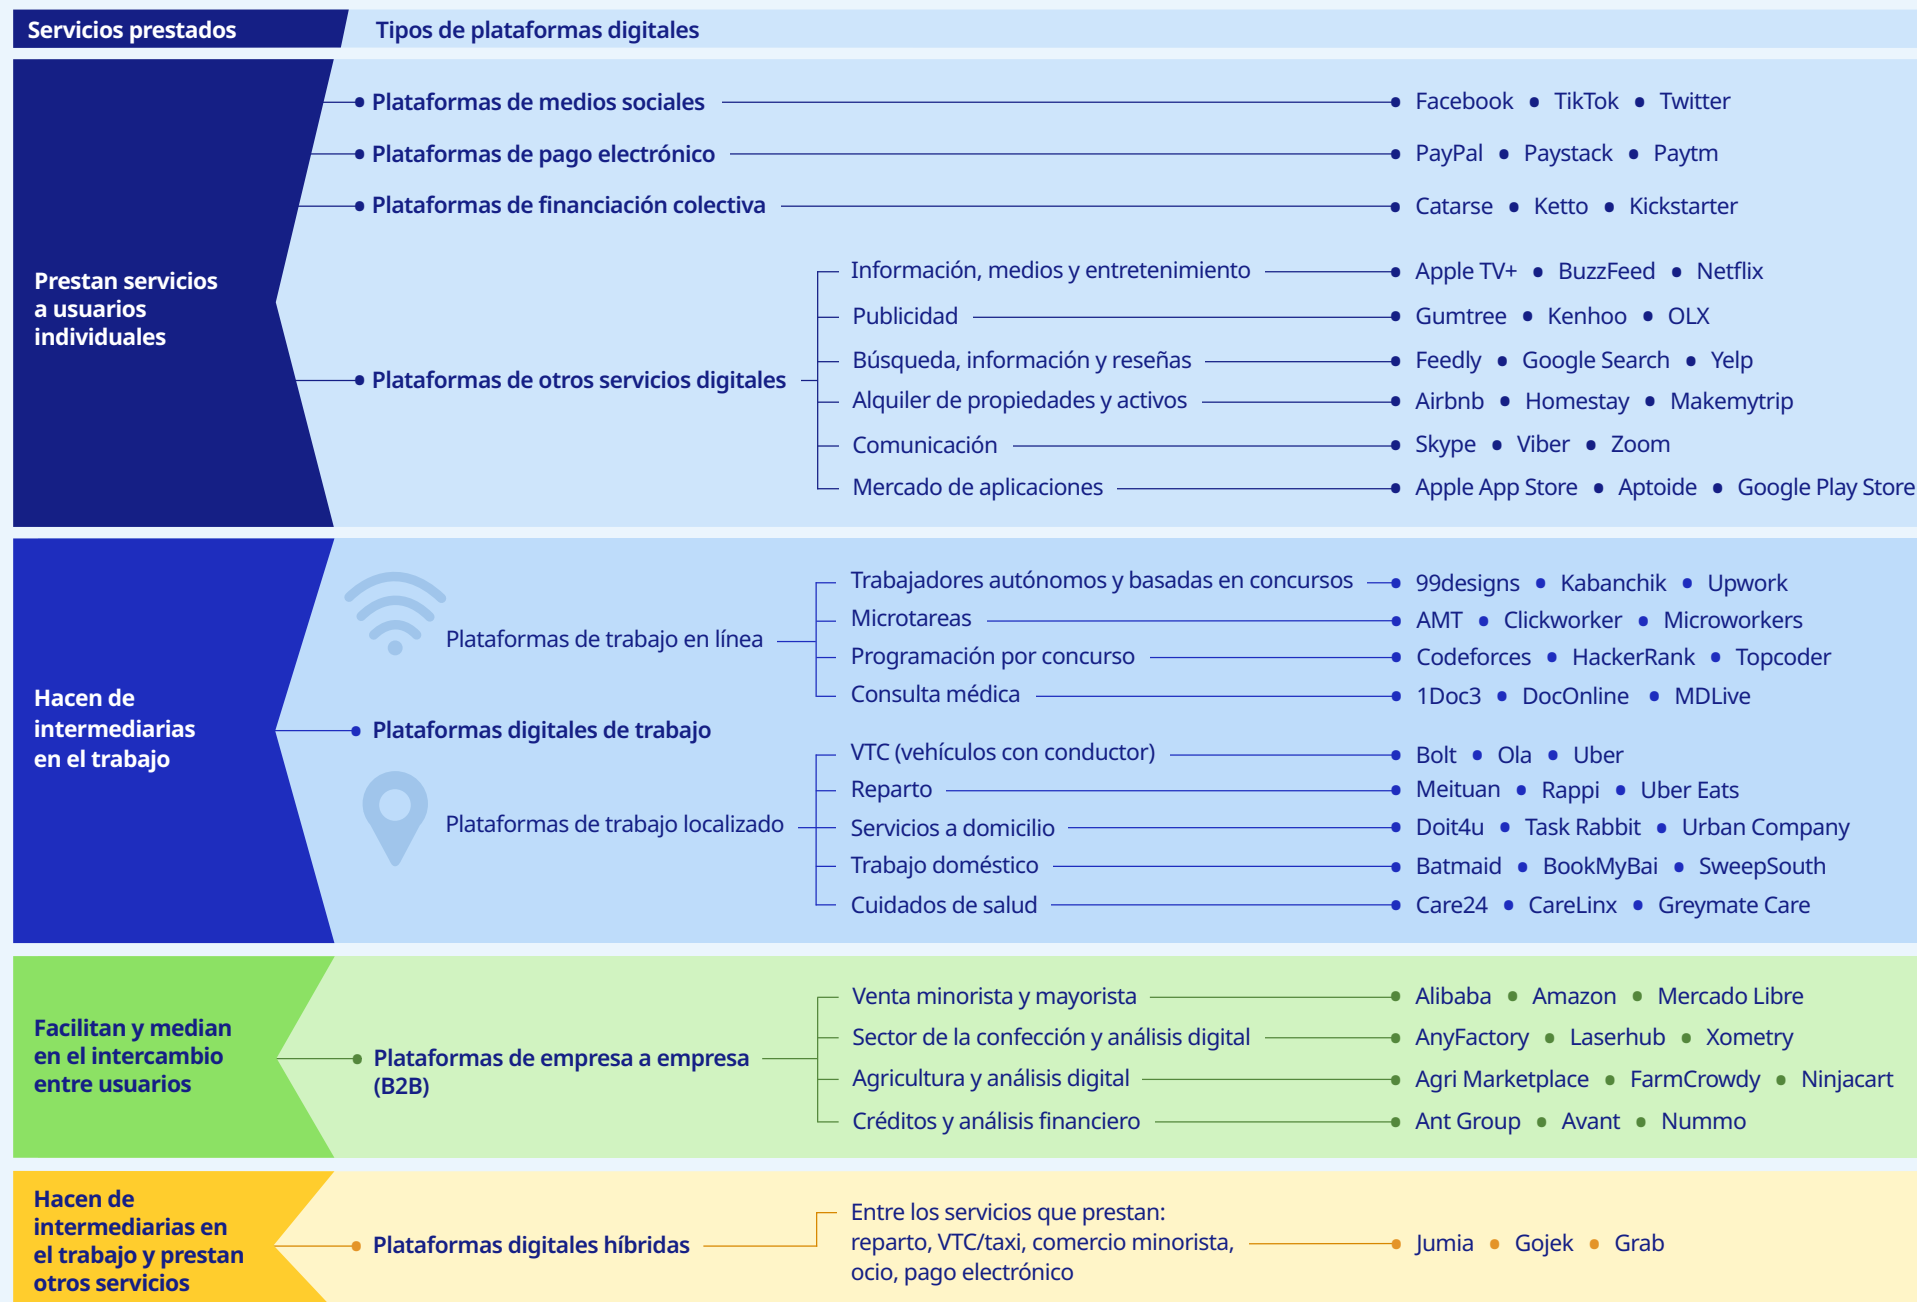 Servicios prestados Tipos de plataformas digitales
Prestan servicios
a usuarios
individuales
Plataformas de medios sociales Facebook • TikTok • Twitter
Plataformas de pago electrónico PayPal • Paystack • Paytm
Plataformas de financiación colectiva Catarse • Ketto • Kickstarter
Plataformas de otros servicios digitales
Información, medios y entretenimiento Apple TV+ • BuzzFeed • Netflix
Publicidad Gumtree • Kenhoo • OLX
Búsqueda, información y reseñas Feedly • Google Search • Yelp
Alquiler de propiedades y activos Airbnb • Homestay • Makemytrip
Comunicación Skype • Viber • Zoom
Mercado de aplicaciones Apple App Store • Aptoide • Google Play Store
Hacen de
intermediarias
en el trabajo
Plataformas digitales de trabajo
Plataformas de trabajo en línea
Trabajadores autónomos y basadas en concursos 99designs • Kabanchik • Upwork
Microtareas AMT • Clickworker • Microworkers
Programación por concurso Codeforces • HackerRank • Topcoder
Consulta médica 1Doc3 • DocOnline • MDLive
Plataformas de trabajo localizado
VTC (vehículos con conductor) Bolt • Ola • Uber
Reparto Meituan • Rappi • Uber Eats
Servicios a domicilio Doit4u • Task Rabbit • Urban Company
Trabajo doméstico Batmaid • BookMyBai • SweepSouth
Cuidados de salud Care24 • CareLinx • Greymate Care
Facilitan y median
en el intercambio
entre usuarios
Plataformas de empresa a empresa
(B2B)
Venta minorista y mayorista Alibaba • Amazon • Mercado Libre
Sector de la confección y análisis digital AnyFactory • Laserhub • Xometry
Agricultura y análisis digital Agri Marketplace • FarmCrowdy • Ninjacart
Créditos y análisis financiero Ant Group • Avant • Nummo
Hacen de
intermediarias en
el trabajo y prestan
otros servicios
Plataformas digitales híbridas
Entre los servicios que prestan:
reparto, VTC/taxi, comercio minorista,
ocio, pago electrónico
Jumia • Gojek • Grab